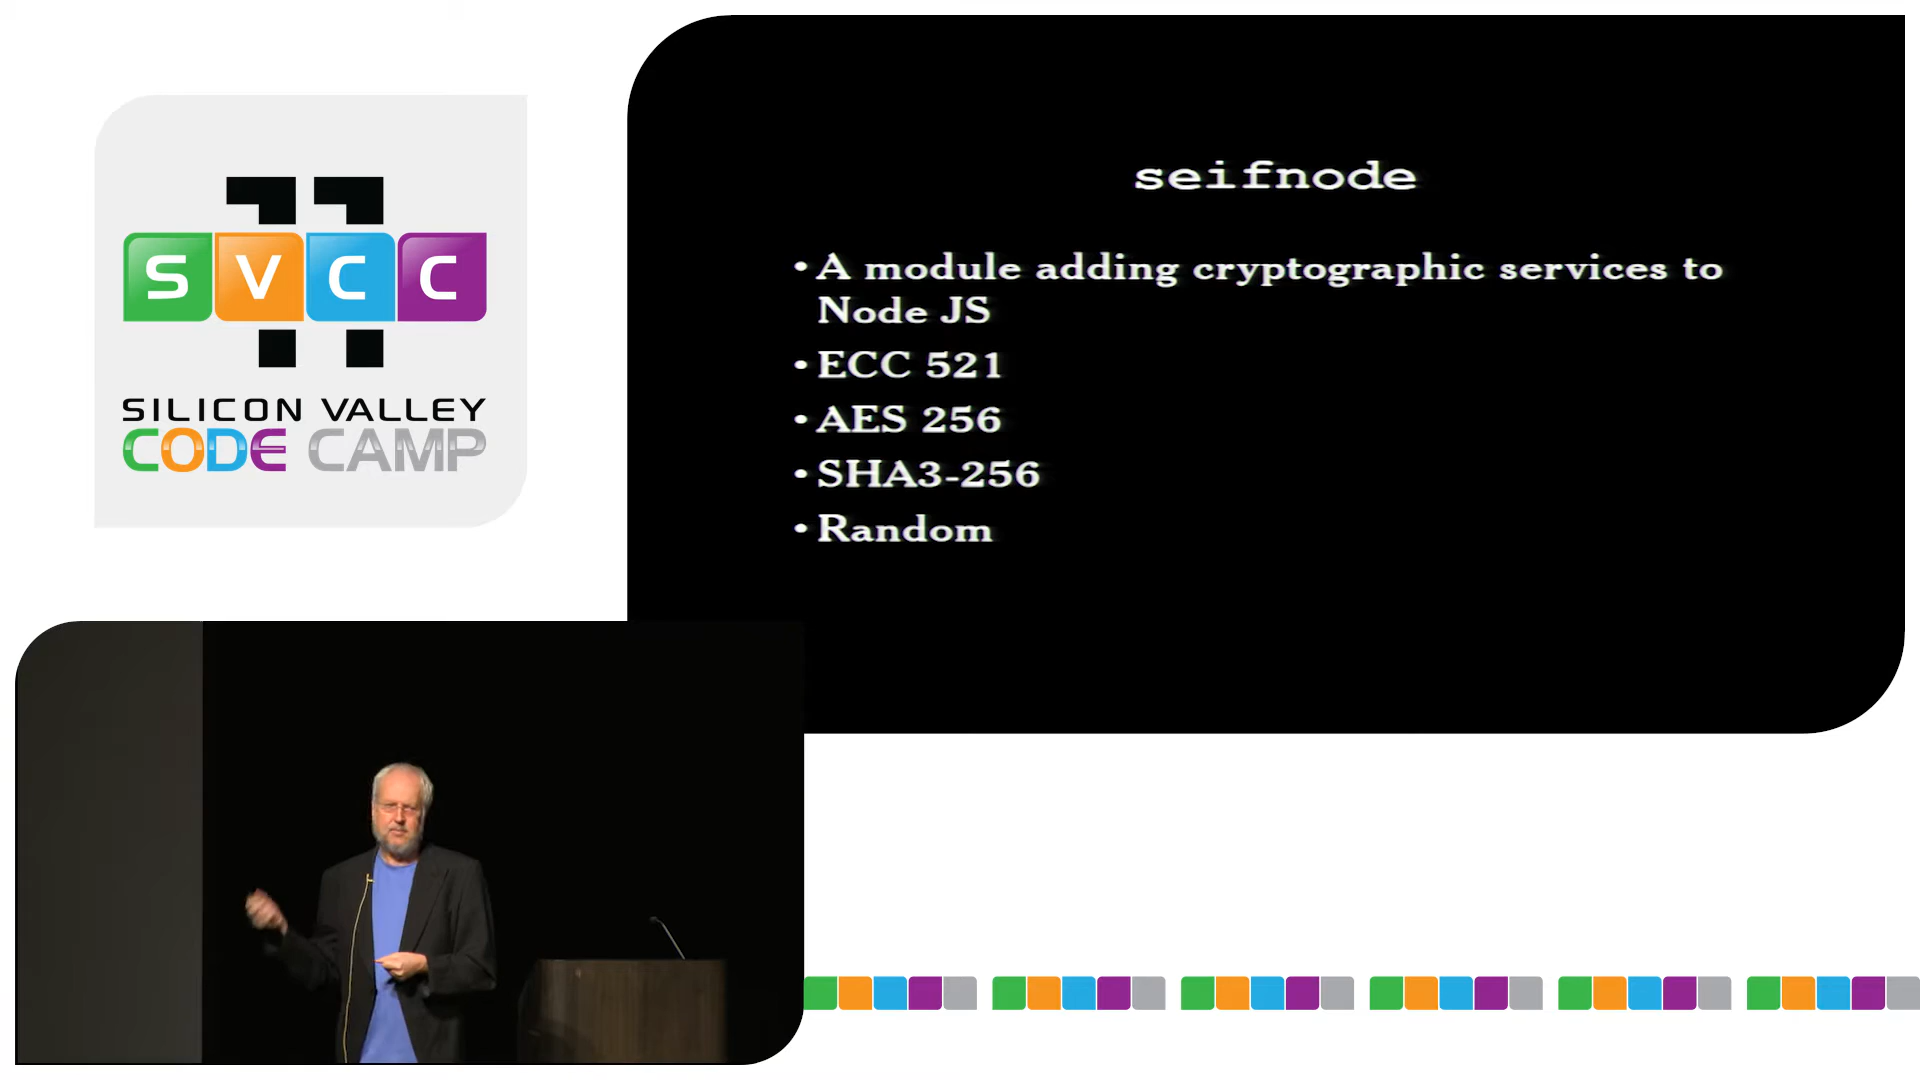 SVCC
SILICON VALLEY
CODE CAMP
seifnode
• A module adding cryptographic services to
Node JS
• ECC 521
• AES 256
• SHA3-256
• Random